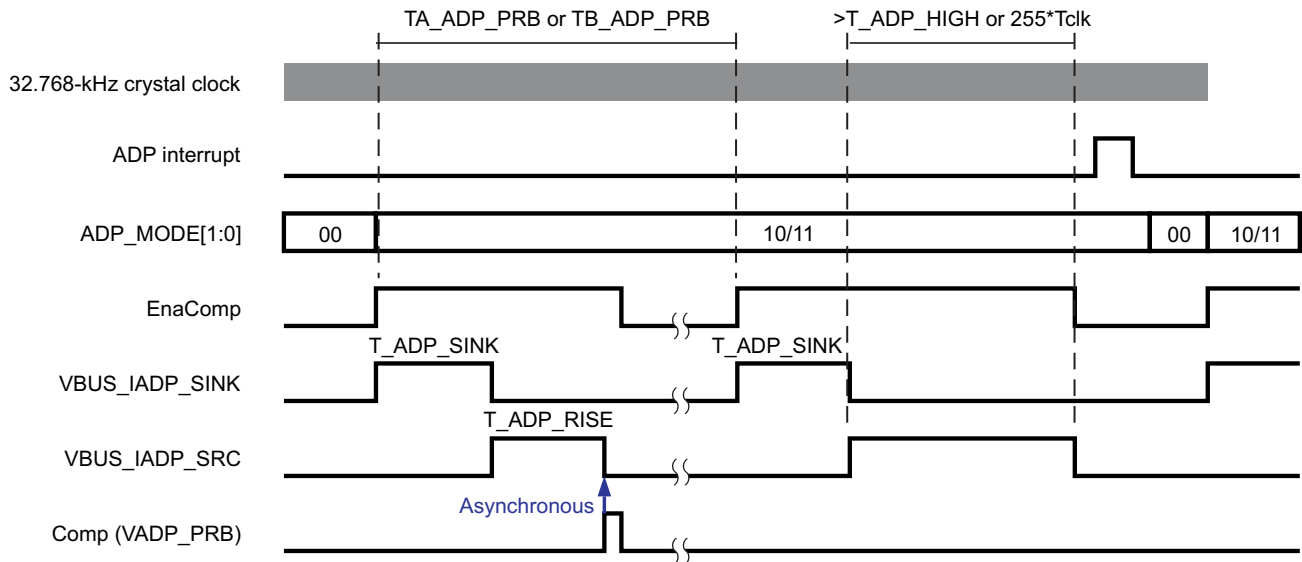 TA_ADP_PRB or TB_ADP_PRB >T_ADP_HIGH or 255*Tclk
32.768-kHz crystal clock
ADP interrupt
ADP_MODE[1:0] 00 10/11 00 10/11
EnaComp
T_ADP_SINK T_ADP_SINK
VBUS_IADP_SINK
T_ADP_RISE
VBUS_IADP_SRC
Asynchronous
Comp (VADP_PRB)